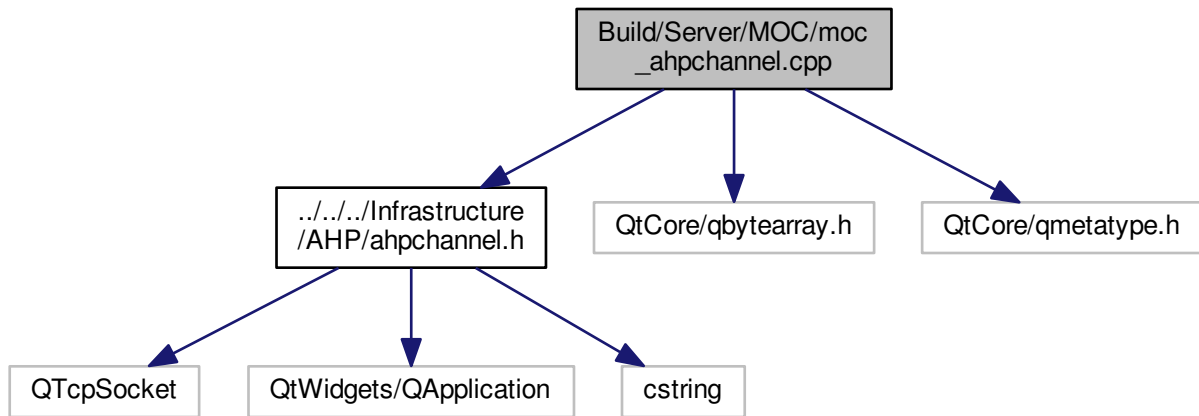 Build/Server/MOC/moc
_ahpchannel.cpp
../../../Infrastructure
/AHP/ahpchannel.h
QtCore/qbytearray.h
QtCore/qmetatype.h
QTcpSocket
QtWidgets/QApplication
cstring